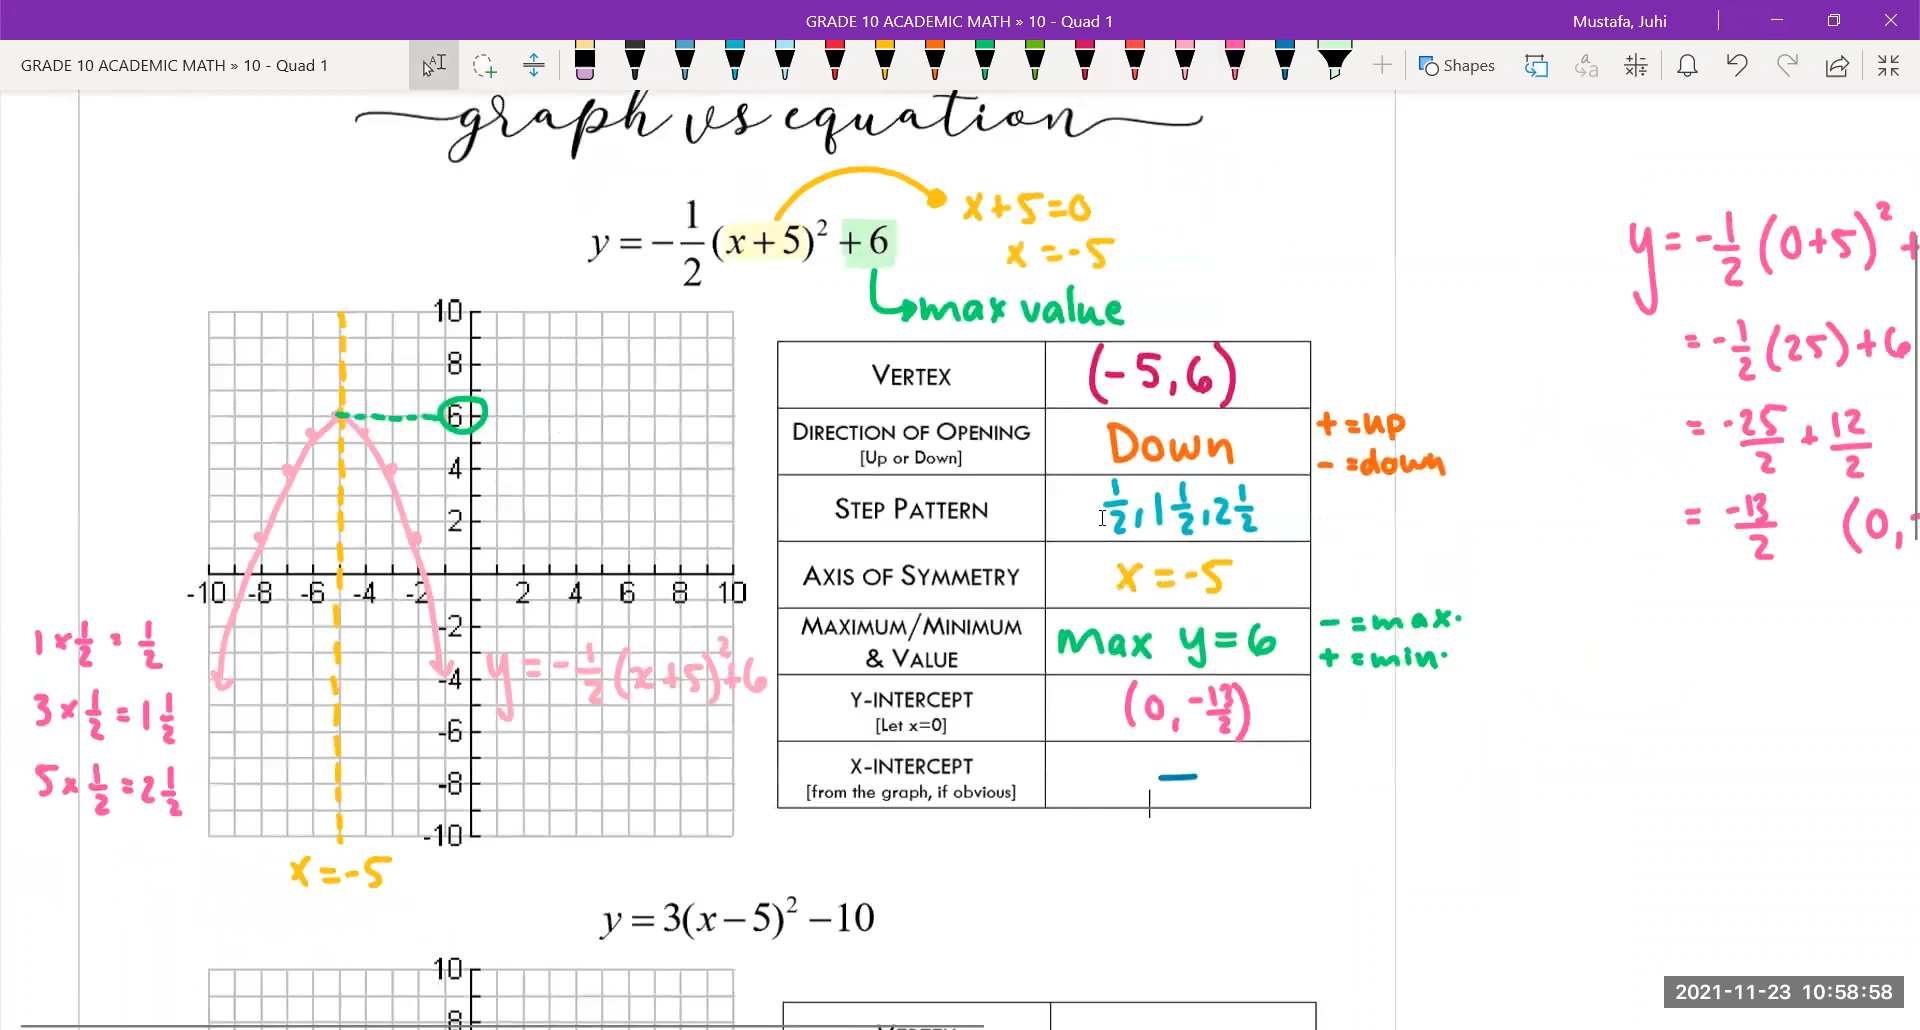 GRADE 10 ACADEMIC MATH » 10 - Quad 1
Mustafa, Juhi
GRADE 10 ACADEMIC MATH » 10 - Quad 1
Shapes
graph vs equation
y = -1/2(x+5)² +6
x+5=0
x=-5
max value
VERTEX (-5,6)
DIRECTION OF OPENING
[Up or Down]
Down
+ = up
- = down
STEP PATTERN 1/2, 1 1/2, 2 1/2
AXIS OF SYMMETRY x = -5
MAXIMUM/MINIMUM
& VALUE
max y=6
- = max.
+ = min.
Y-INTERCEPT
[Let x=0]
(0, -13/2)
X-INTERCEPT
[from the graph, if obvious]
—
10
8
6
4
2
-10 -8 -6 -4 -2 2 4 6 8 10
-2
-4
-6
-8
-10
y = -1/2(x+5)²+6
1 × 1/2 = 1/2
3 × 1/2 = 1 1/2
5 × 1/2 = 2 1/2
x = -5
y = -1/2(0+5)² +
= -1/2(25)+6
= -25/2 + 12/2
= -13/2 (0, -
y = 3(x-5)² -10
10
8
VERTEX
2021-11-23 10:58:58